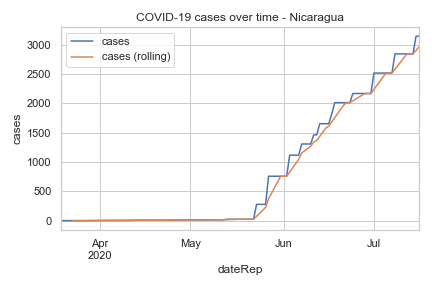 COVID-19 cases over time - Nicaragua
cases
cases (rolling)
3000
2500
2000
1500
1000
500
0
cases
Apr
2020
May
Jun
Jul
dateRep